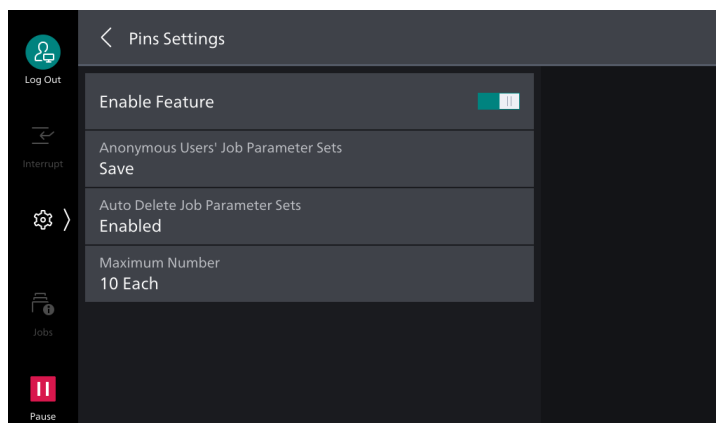 Pins Settings
Log Out
Enable Feature
Anonymous Users' Job Parameter Sets
Save
Interrupt
Auto Delete Job Parameter Sets
Enabled
Maximum Number
10 Each
Jobs
Pause